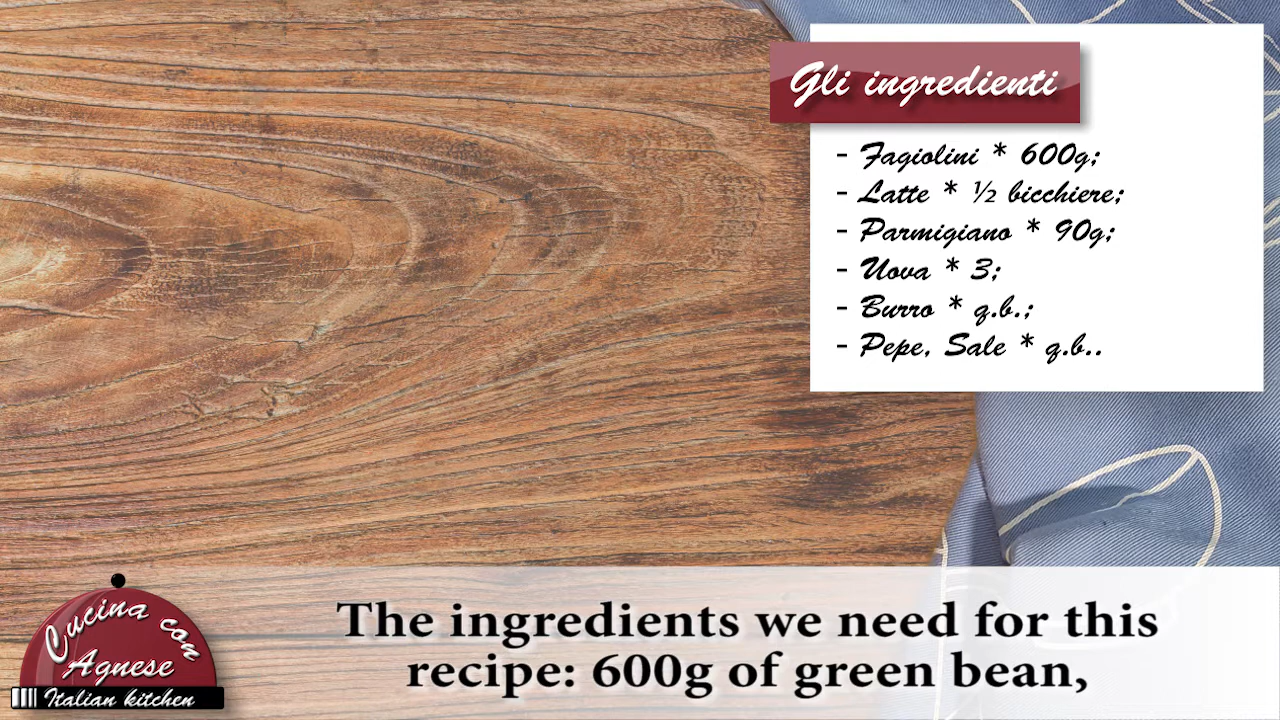 Gli ingredienti
- Fagiolini * 600g;
- Latte * ½ bicchiere;
- Parmigiano * 90g;
- Uova * 3;
- Burro * q.b.;
- Pepe, Sale * q.b..
The ingredients we need for this
recipe: 600g of green bean,
Cucina con
Agnese
Italian kitchen